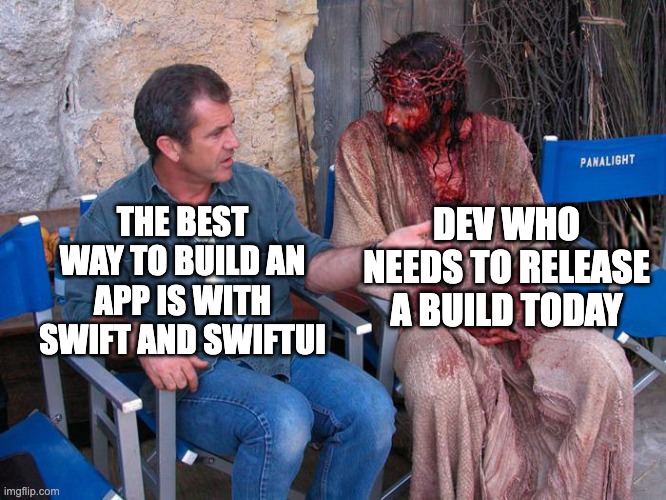 THE BEST
WAY TO BUILD AN
APP IS WITH
SWIFT AND SWIFTUI
DEV WHO
NEEDS TO RELEASE
A BUILD TODAY
PANALIGHT
imgflip.com